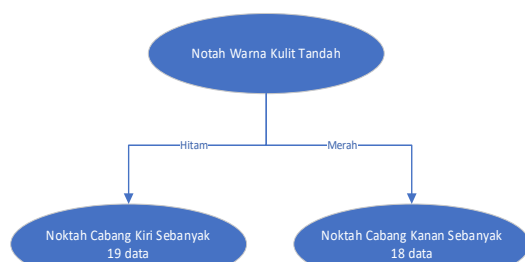 Notah Warna Kulit Tandah
Hitam
Merah
Noktah Cabang Kiri Sebanyak
19 data
Noktah Cabang Kanan Sebanyak
18 data